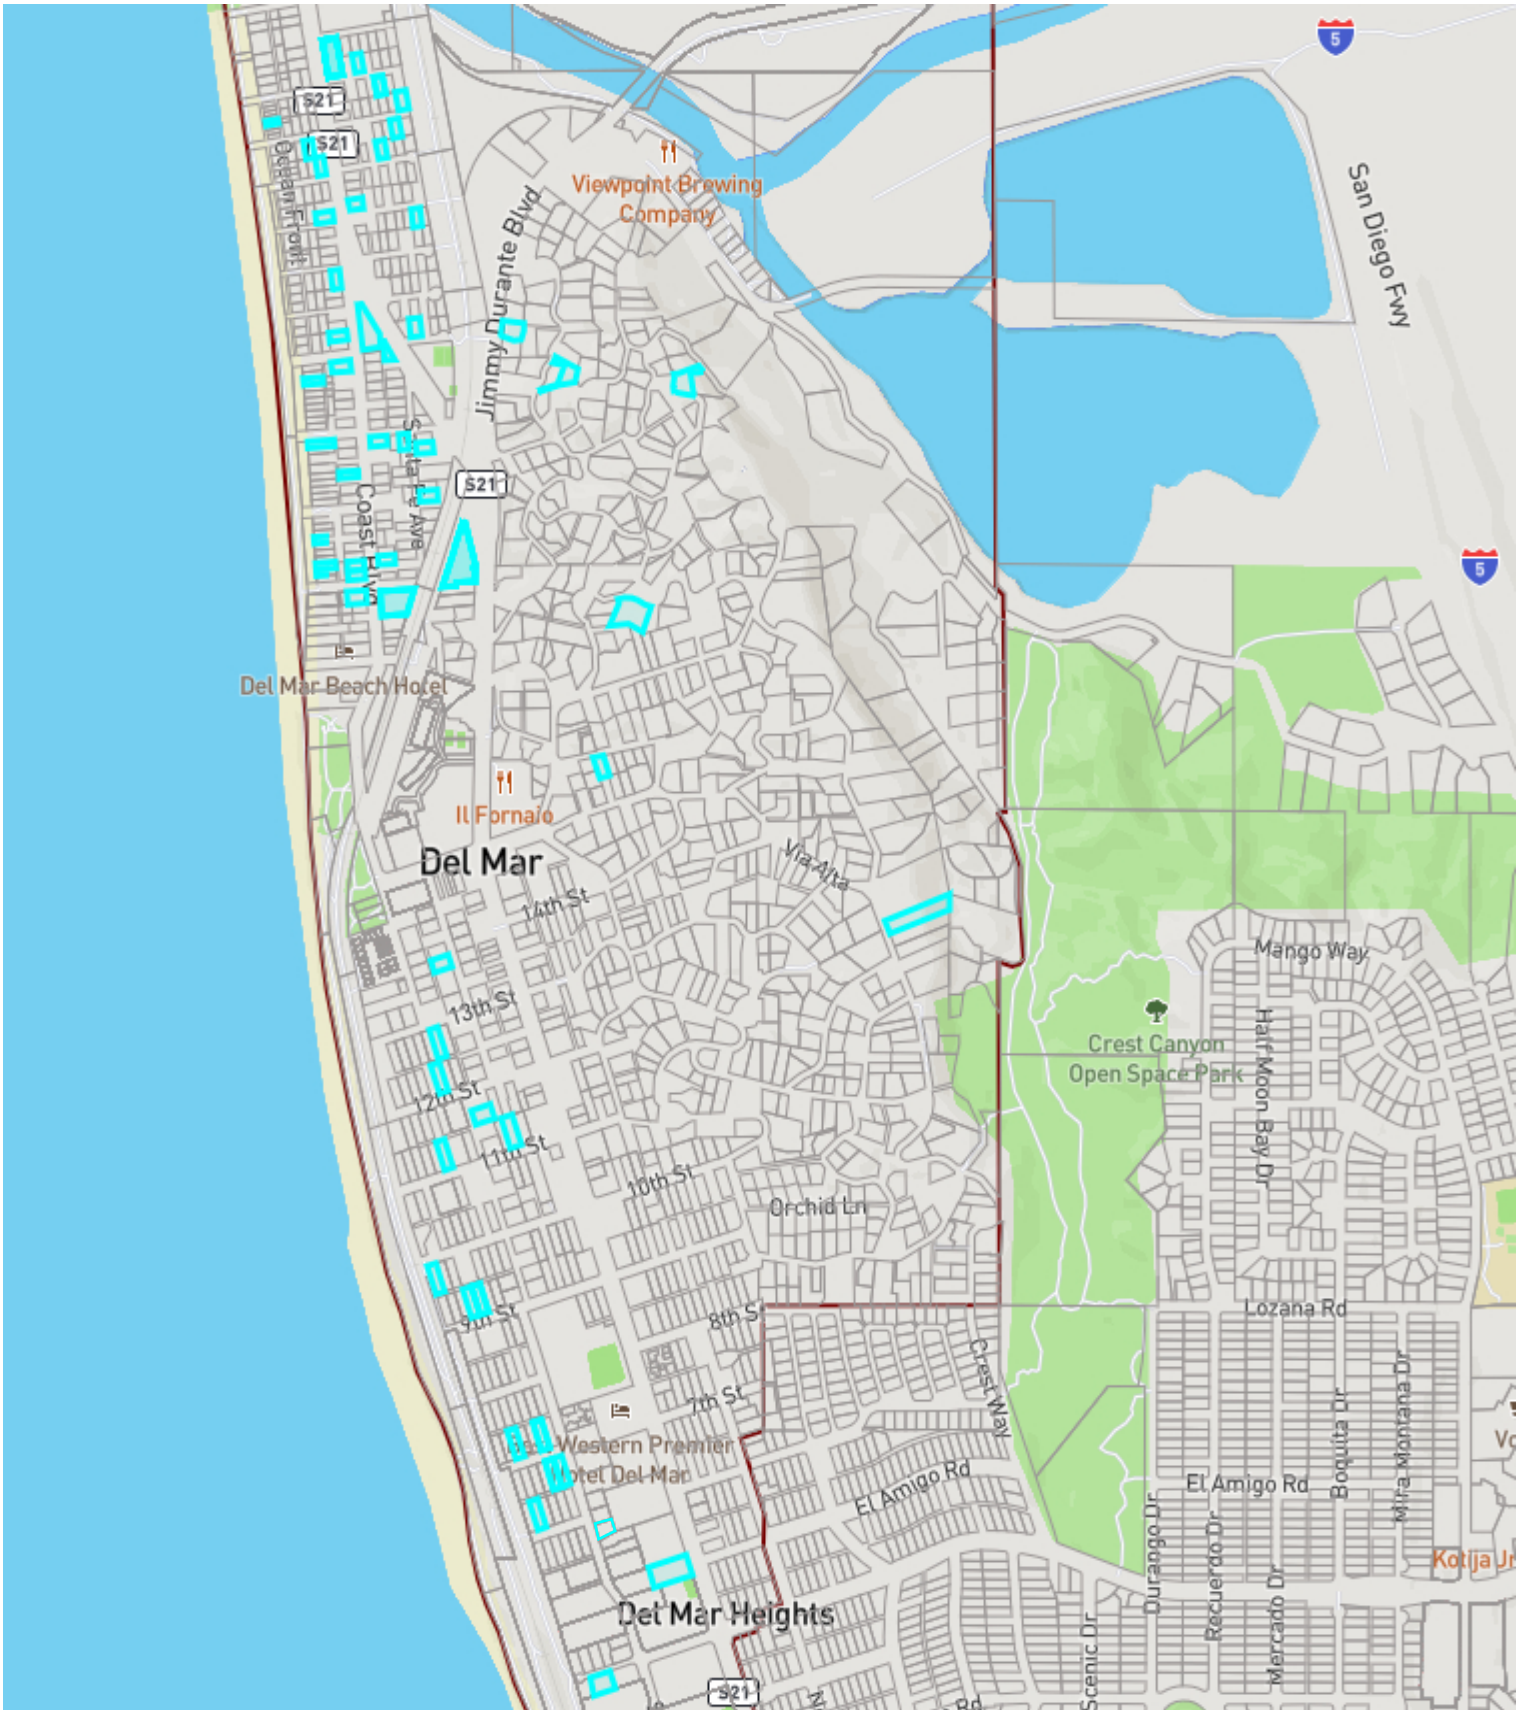 5
S21
S21
Ocean Front
Viewpoint Brewing
Company
San Diego Fwy
Jimmy Durante Blvd
Santa Fe Ave
S21
Coast Blvd
5
Del Mar Beach Hotel
Il Fornaio
Del Mar
Via Alta
14th St
Mango Way
13th St
Crest Canyon
Open Space Park
Half Moon Bay Dr
12th St
11th St
10th St
Orchid Ln
9th St
8th S
Lozana Rd
Crest Way
7th St
Boquita Dr
Mira Montana Dr
Western Premier
Hotel Del Mar
El Amigo Rd
El Amigo Rd
Vo
Durango Dr
Recuerdo Dr
Kotija Jr
Mercado Dr
Del Mar Heights
Scenic Dr
S21
N
Rd